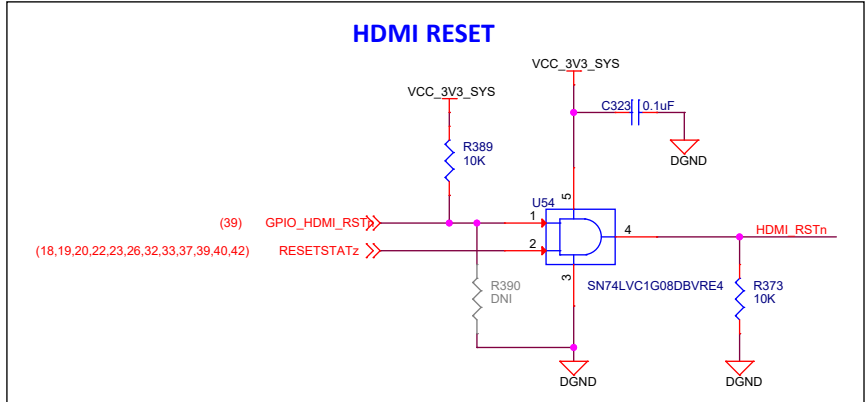 HDMI RESET
VCC_3V3_SYS
VCC_3V3_SYS
C323 0.1uF
R389
10K
DGND
U54
5
(39) GPIO_HDMI_RSTn
1
4
HDMI_RSTn
(18,19,20,22,23,26,32,33,37,39,40,42) RESETSTATz
2
3
R390
DNI
SN74LVC1G08DBVRE4
R373
10K
DGND
DGND